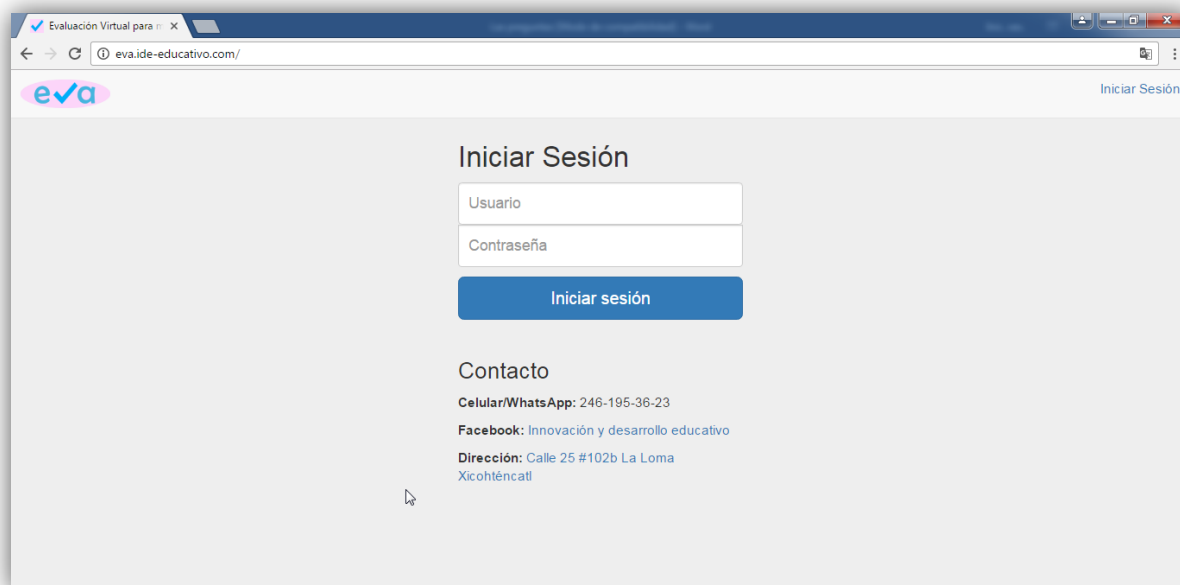 Evaluación Virtual para m
eva.ide-educativo.com/
eva
Iniciar Sesión
Iniciar Sesión
Usuario
Contraseña
Iniciar sesión
Contacto
Celular/WhatsApp: 246-195-36-23
Facebook: Innovación y desarrollo educativo
Dirección: Calle 25 #102b La Loma
Xicohténcatl